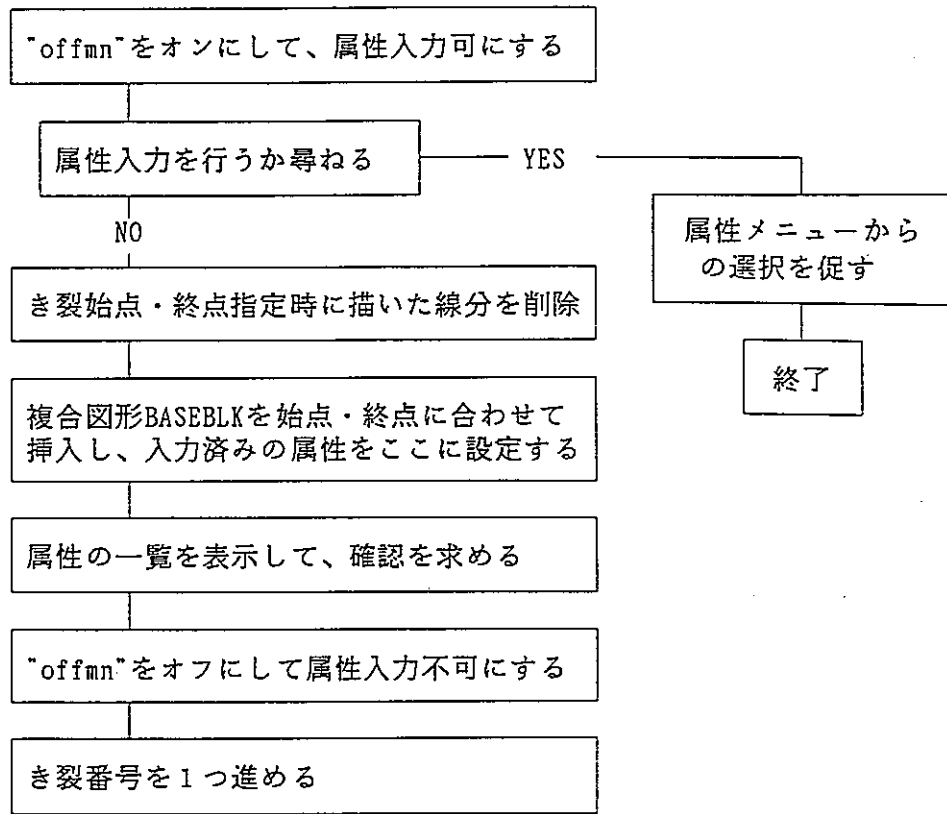 "offmn"をオンにして、属性入力可にする
属性入力を行うか尋ねる
YES
NO
属性メニューから
の選択を促す
終了
き裂始点・終点指定時に描いた線分を削除
複合図形BASEBLKを始点・終点に合わせて
挿入し、入力済みの属性をここに設定する
属性の一覧を表示して、確認を求める
"offmn"をオフにして属性入力不可にする
き裂番号を1つ進める